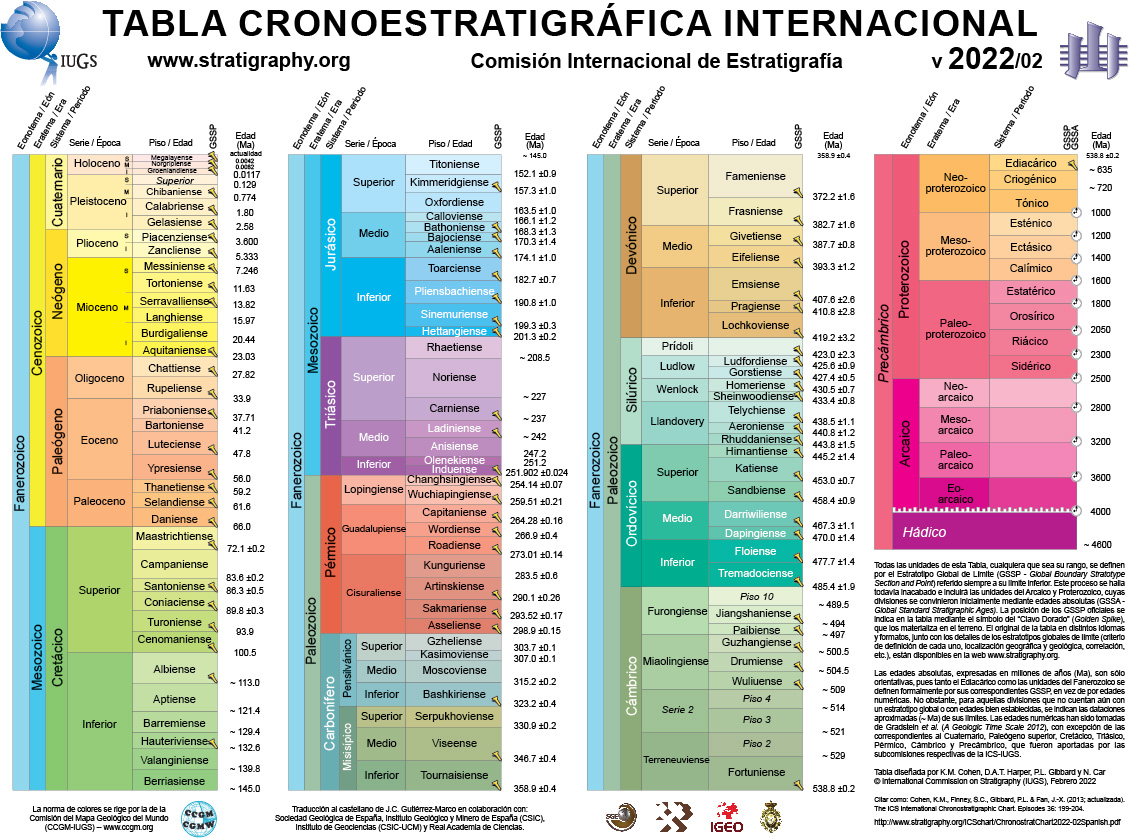 TABLA CRONOESTRATIGRÁFICA INTERNACIONAL
IUGS
www.stratigraphy.org
Comisión Internacional de Estratigrafía
v 2022/02
Eonotema / Eón
Eratema / Era
Sistema / Período
Serie / Época
Piso / Edad
GSSP
Edad (Ma)
actualidad
Fanerozoico
Cenozoico
Cuaternario
Holoceno
S
M
I
Megalayense
0.0042
Norgripiense
0.0082
Groenlandiense
0.0117
Pleistoceno
S
M
I
Superior
0.129
Chibaniense
0.774
Calabriense
1.80
Gelasiense
2.58
Neógeno
Plioceno
S
I
Piacenziense
3.600
Zancliense
5.333
Mioceno
S
M
I
Messiniense
7.246
Tortoniense
11.63
Serravalliense
13.82
Langhiense
15.97
Burdigaliense
20.44
Aquitaniense
23.03
Paleógeno
Oligoceno
Chattiense
27.82
Rupeliense
33.9
Eoceno
Priaboniense
37.71
Bartoniense
41.2
Luteciense
47.8
Ypresiense
56.0
Paleoceno
Thanetiense
59.2
Selandiense
61.6
Daniense
66.0
Mesozoico
Cretácico
Superior
Maastrichtiense
72.1 ±0.2
Campaniense
83.6 ±0.2
Santoniense
86.3 ±0.5
Coniaciense
89.8 ±0.3
Turoniense
93.9
Cenomaniense
100.5
Inferior
Albiense
~ 113.0
Aptiense
~ 121.4
Barremiense
~ 129.4
Hauteriviense
~ 132.6
Valanginiense
~ 139.8
Berriasiense
~ 145.0
Eonotema / Eón
Eratema / Era
Sistema / Período
Serie / Época
Piso / Edad
GSSP
Edad (Ma)
~ 145.0
Fanerozoico
Mesozoico
Jurásico
Superior
Titoniense
152.1 ±0.9
Kimmeridgiense
157.3 ±1.0
Oxfordiense
163.5 ±1.0
Medio
Calloviense
166.1 ±1.2
Bathoniense
168.3 ±1.3
Bajociense
170.3 ±1.4
Aaleniense
174.1 ±1.0
Inferior
Toarciense
182.7 ±0.7
Pliensbachiense
190.8 ±1.0
Sinemuriense
199.3 ±0.3
Hettangiense
201.3 ±0.2
Triásico
Superior
Rhaetiense
~ 208.5
Noriense
~ 227
Carniense
~ 237
Medio
Ladiniense
~ 242
Anisiense
247.2
Inferior
Olenekiense
251.2
Induense
251.902 ±0.024
Paleozoico
Pérmico
Lopingiense
Changhsingiense
254.14 ±0.07
Wuchiapingiense
259.51 ±0.21
Guadalupiense
Capitaniense
264.28 ±0.16
Wordiense
266.9 ±0.4
Roadiense
273.01 ±0.14
Cisuraliense
Kunguriense
283.5 ±0.6
Artinskiense
290.1 ±0.26
Sakmariense
293.52 ±0.17
Asseliense
298.9 ±0.15
Carbonífero
Pensilvánico
Superior
Gzheliense
303.7 ±0.1
Kasimoviense
307.0 ±0.1
Medio
Moscoviense
315.2 ±0.2
Inferior
Bashkiriense
323.2 ±0.4
Misisípico
Superior
Serpukhoviense
330.9 ±0.2
Medio
Viseense
346.7 ±0.4
Inferior
Tournaisiense
358.9 ±0.4
Eonotema / Eón
Eratema / Era
Sistema / Período
Serie / Época
Piso / Edad
GSSP
Edad (Ma)
358.9 ±0.4
Fanerozoico
Paleozoico
Devónico
Superior
Fameniense
372.2 ±1.6
Frasniense
382.7 ±1.6
Medio
Givetiense
387.7 ±0.8
Eifeliense
393.3 ±1.2
Inferior
Emsiense
407.6 ±2.6
Pragiense
410.8 ±2.8
Lochkoviense
419.2 ±3.2
Silúrico
Prídoli
423.0 ±2.3
Ludlow
Ludfordiense
425.6 ±0.9
Gorstiense
427.4 ±0.5
Wenlock
Homeriense
430.5 ±0.7
Sheinwoodiense
433.4 ±0.8
Llandovery
Telychiense
438.5 ±1.1
Aeroniense
440.8 ±1.2
Rhuddaniense
443.8 ±1.5
Ordovícico
Superior
Hirnantiense
445.2 ±1.4
Katiense
453.0 ±0.7
Sandbiense
458.4 ±0.9
Medio
Darriwiliense
467.3 ±1.1
Dapingiense
470.0 ±1.4
Inferior
Floiense
477.7 ±1.4
Tremadociense
485.4 ±1.9
Cámbrico
Furongiense
Piso 10
~ 489.5
Jiangshaniense
~ 494
Paibiense
~ 497
Miaolingiense
Guzhangiense
~ 500.5
Drumiense
~ 504.5
Wuliuense
~ 509
Serie 2
Piso 4
~ 514
Piso 3
~ 521
Terreneuviense
Piso 2
~ 529
Fortuniense
538.8 ±0.2
Eonotema / Eón
Eratema / Era
Sistema / Período
GSSP
GSSA
Edad (Ma)
538.8 ±0.2
Precámbrico
Proterozoico
Neo-
proterozoico
Ediacárico
~ 635
Criogénico
~ 720
Tónico
1000
Meso-
proterozoico
Esténico
1200
Ectásico
1400
Calímico
1600
Paleo-
proterozoico
Estatérico
1800
Orosírico
2050
Riácico
2300
Sidérico
2500
Arcaico
Neo-
arcaico
2800
Meso-
arcaico
3200
Paleo-
arcaico
3600
Eo-
arcaico
4000
Hádico
~ 4600
Todas las unidades de esta Tabla, cualquiera que sea su rango, se definen
por el Estratotipo Global de Límite (GSSP - Global Boundary Stratotype
Section and Point) referido siempre a su límite inferior. Este proceso se halla
todavía inacabado e incluirá las unidades del Arcaico y Proterozoico, cuyas
divisiones se convinieron inicialmente mediante edades absolutas (GSSA -
Global Standard Stratigraphic Ages). La posición de los GSSP oficiales se
indica en la tabla mediante el símbolo del "Clavo Dorado" (Golden Spike),
que los materializa en el terreno. El original de la tabla en distintos idiomas
y formatos, junto con los detalles de los estratotipos globales de límite (criterio
de definición de cada uno, localización geográfica y geológica, correlación,
etc.), están disponibles en la web www.stratigraphy.org.
Las edades absolutas, expresadas en millones de años (Ma), son sólo
orientativas, pues tanto el Ediacárico como las unidades del Fanerozoico se
definen formalmente por sus correspondientes GSSP, en vez de por edades
numéricas. No obstante, para aquellas divisiones que no cuentan aún con
un estratotipo global o con edades bien establecidas, se indican las dataciones
aproximadas (~ Ma) de sus límites. Las edades numéricas han sido tomadas
de Gradstein et al. (A Geologic Time Scale 2012), con excepción de las
correspondientes al Cuaternario, Paleógeno superior, Cretácico, Triásico,
Pérmico, Cámbrico y Precámbrico, que fueron aportadas por las
subcomisiones respectivas de la ICS-IUGS.
Tabla diseñada por K.M. Cohen, D.A.T. Harper, P.L. Gibbard y N. Car
© International Commission on Stratigraphy (IUGS), Febrero 2022
Citar como: Cohen, K.M., Finney, S.C., Gibbard, P.L. & Fan, J.-X. (2013; actualizada).
The ICS International Chronostratigraphic Chart. Episodes 36: 199-204.
http://www.stratigraphy.org/ICSchart/ChronostratChart2022-02Spanish.pdf
La norma de colores se rige por la de la
Comisión del Mapa Geológico del Mundo
(CCGM-IUGS) – www.ccgm.org
CCGM
CGMW
Traducción al castellano de J.C. Gutiérrez-Marco en colaboración con:
Sociedad Geológica de España, Instituto Geológico y Minero de España (CSIC),
Instituto de Geociencias (CSIC-UCM) y Real Academia de Ciencias.
SGE
IGEO